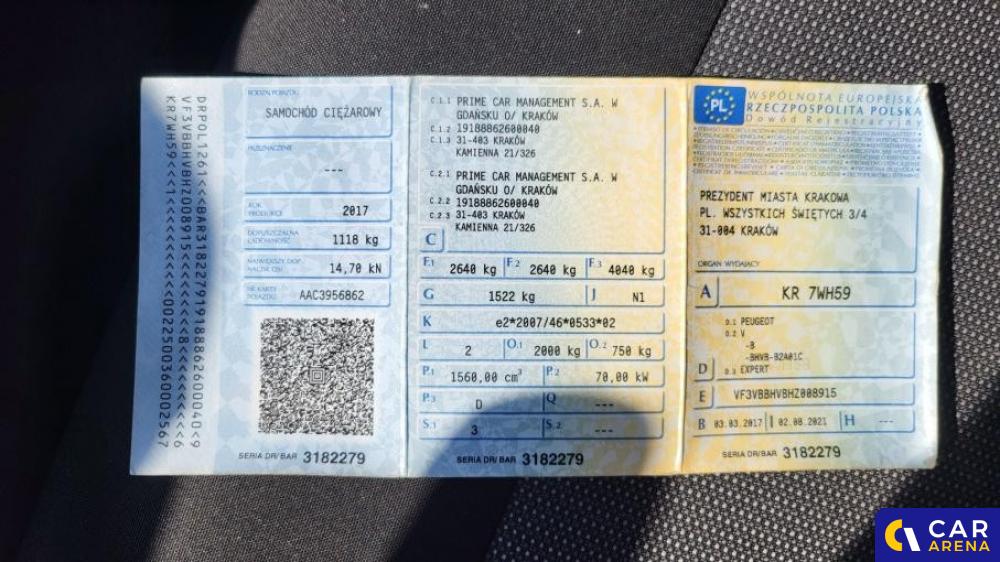 DRPOL1261<<<BAR3182279191888626000
VF3VBBHVBHZ008915<<<<<<
KR7WH59<<<1<<<<<
RODZAJ POJAZDU
SAMOCHÓD CIĘŻAROWY
PRZEZNACZENIE
---
ROK PRODUKCJI
2017
DOPUSZCZALNA ŁADOWNOŚĆ
1118 kg
NAJWIĘKSZY DOP. NACISK OSI
14,70 kN
NR KARTY POJAZDU
AAC3956862
SERIA DR/BAR 3182279
C.1.1 PRIME CAR MANAGEMENT S.A. W
GDAŃSKU O/ KRAKÓW
C.1.2 19188862600040
C.1.3 31-403 KRAKÓW
KAMIENNA 21/326
C.2.1 PRIME CAR MANAGEMENT S.A. W
GDAŃSKU O/ KRAKÓW
C.2.2 19188862600040
C.2.3 31-403 KRAKÓW
KAMIENNA 21/326
C
F.1 2640 kg F.2 2640 kg F.3 4040 kg
G 1522 kg J N1
K e2*2007/46*0533*02
L 2 O.1 2000 kg O.2 750 kg
P.1 1560,00 cm³ P.2 70,00 kW
P.3 D Q ---
S.1 3 S.2 ---
SERIA DR/BAR 3182279
PL
WSPÓLNOTA EUROPEJSKA
RZECZPOSPOLITA POLSKA
Dowód Rejestracyjny
PREZYDENT MIASTA KRAKOWA
PL. WSZYSTKICH ŚWIĘTYCH 3/4
31-004 KRAKÓW
ORGAN WYDAJĄCY
A KR 7WH59
D.1 PEUGEOT
D.2 V
-B
-BHVB-B2A01C
D D.3 EXPERT
E VF3VBBHVBHZ008915
B 03.03.2017 I 02.08.2021 H ---
SERIA DR/BAR 3182279
CAR
ARENA